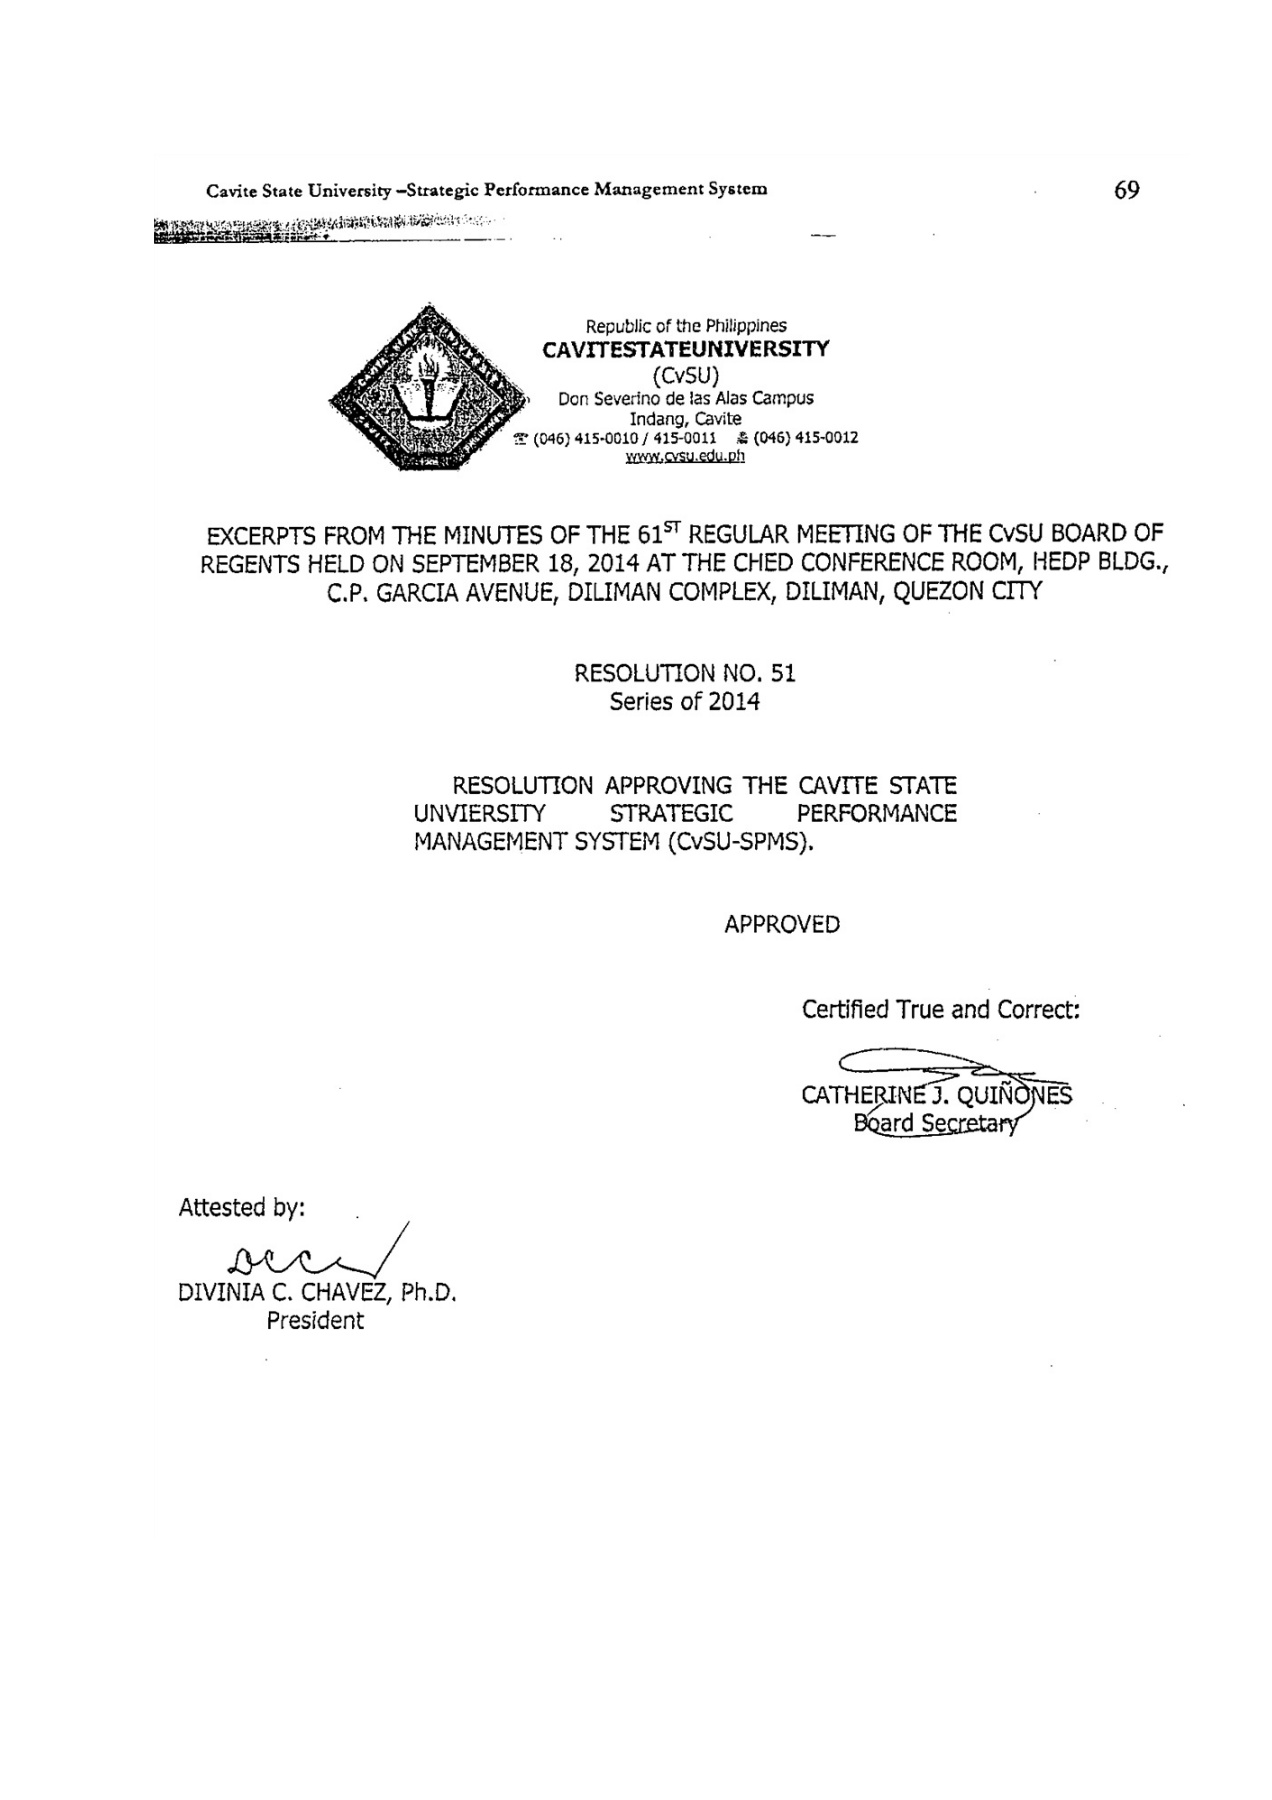 Cavite State University –Strategic Performance Management System 69
Republic of the Philippines
CAVITESTATEUNIVERSITY
(CvSU)
Don Severino de las Alas Campus
Indang, Cavite
☎ (046) 415-0010 / 415-0011 (046) 415-0012
www.cvsu.edu.ph
EXCERPTS FROM THE MINUTES OF THE 61ST REGULAR MEETING OF THE CvSU BOARD OF
REGENTS HELD ON SEPTEMBER 18, 2014 AT THE CHED CONFERENCE ROOM, HEDP BLDG.,
C.P. GARCIA AVENUE, DILIMAN COMPLEX, DILIMAN, QUEZON CITY
RESOLUTION NO. 51
Series of 2014
RESOLUTION APPROVING THE CAVITE STATE
UNVIERSITY STRATEGIC PERFORMANCE
MANAGEMENT SYSTEM (CvSU-SPMS).
APPROVED
Certified True and Correct:
CATHERINE J. QUIÑONES
Board Secretary
Attested by:
DIVINIA C. CHAVEZ, Ph.D.
President